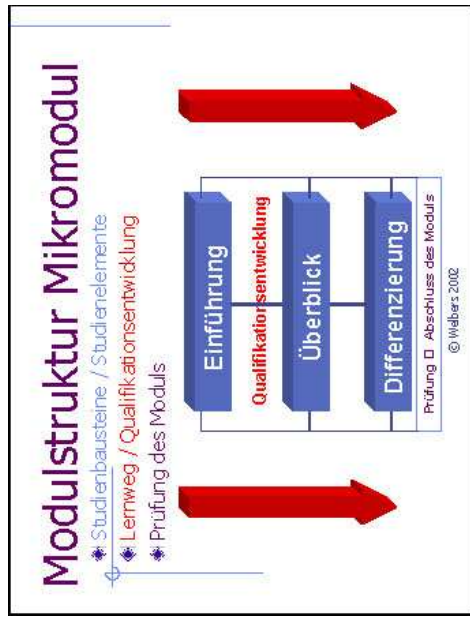 Modulstruktur Mikromodul
Studienbausteine / Studienelemente
Lernweg / Qualifikationsentwicklung
Prüfung des Moduls
Einführung
Qualifikationsentwicklung
Überblick
Differenzierung
Prüfung □ Abschluss des Moduls
© Welbers 2002